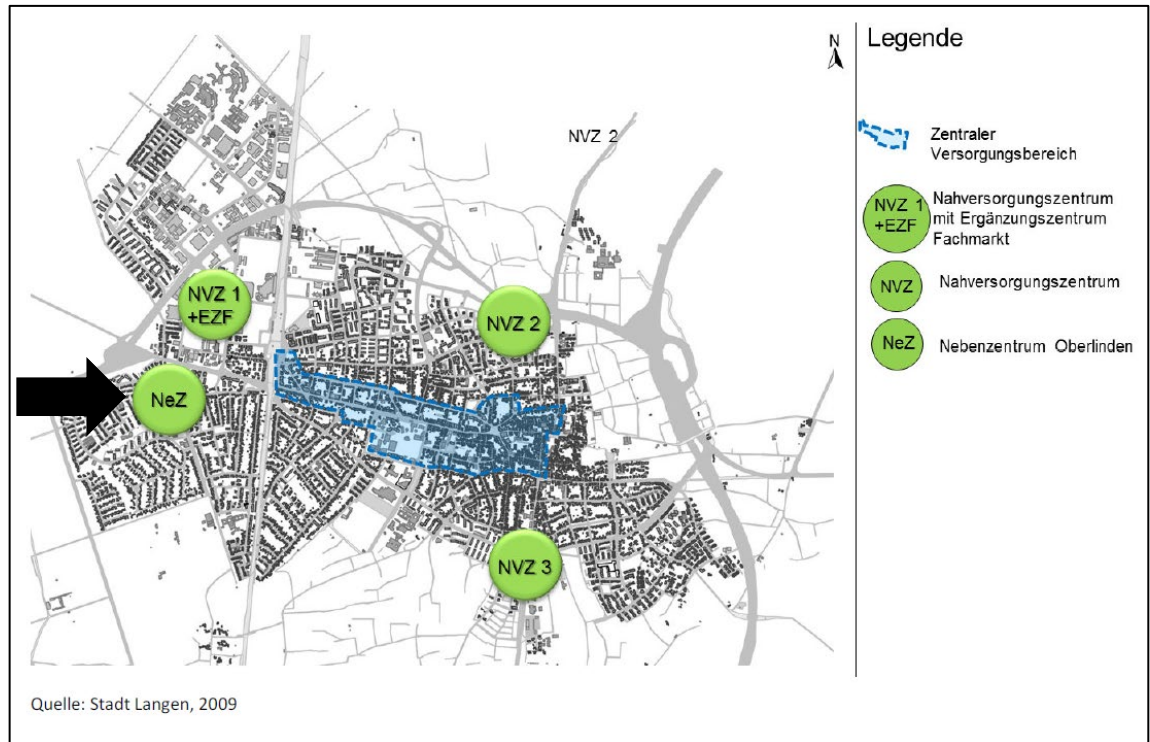 N
Legende
NVZ 2
Zentraler
Versorgungsbereich
NVZ 1
+EZF
Nahversorgungszentrum
mit Ergänzungszentrum
Fachmarkt
NVZ
Nahversorgungszentrum
NeZ
Nebenzentrum Oberlinden
NVZ 1
+EZF
NVZ 2
NeZ
NVZ 3
Quelle: Stadt Langen, 2009